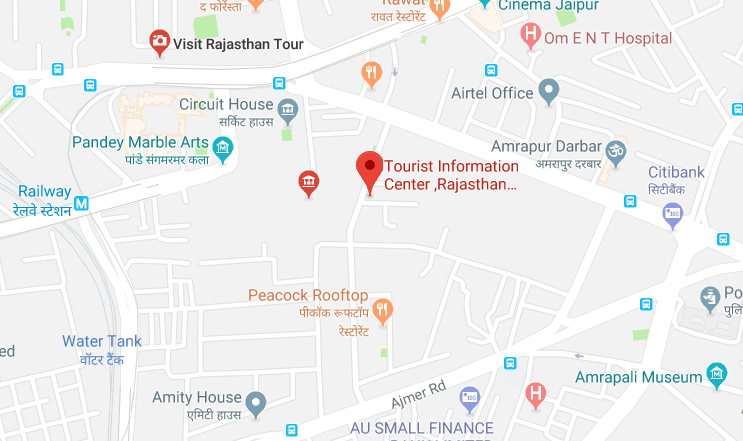 द फोरेस्ता
Rawat
रावत रेस्टोरेंट
Cinema Jaipur
Visit Rajasthan Tour
Om E N T Hospital
Airtel Office
Circuit House
सर्किट हाउस
Pandey Marble Arts
पांडे संगमरमर कला
Amrapur Darbar
अमरापुर दरबार
Tourist Information
Center ,Rajasthan...
Citibank
सिटीबैंक
Railway
रेलवे स्टेशन
Peacock Rooftop
पीकॉक रूफटॉप
रेस्टोरेंट
Po
पुलि
Water Tank
वॉटर टैंक
ed
Amrapali Museum
Ajmer Rd
Amity House
एमिटी हाउस
AU SMALL FINANCE